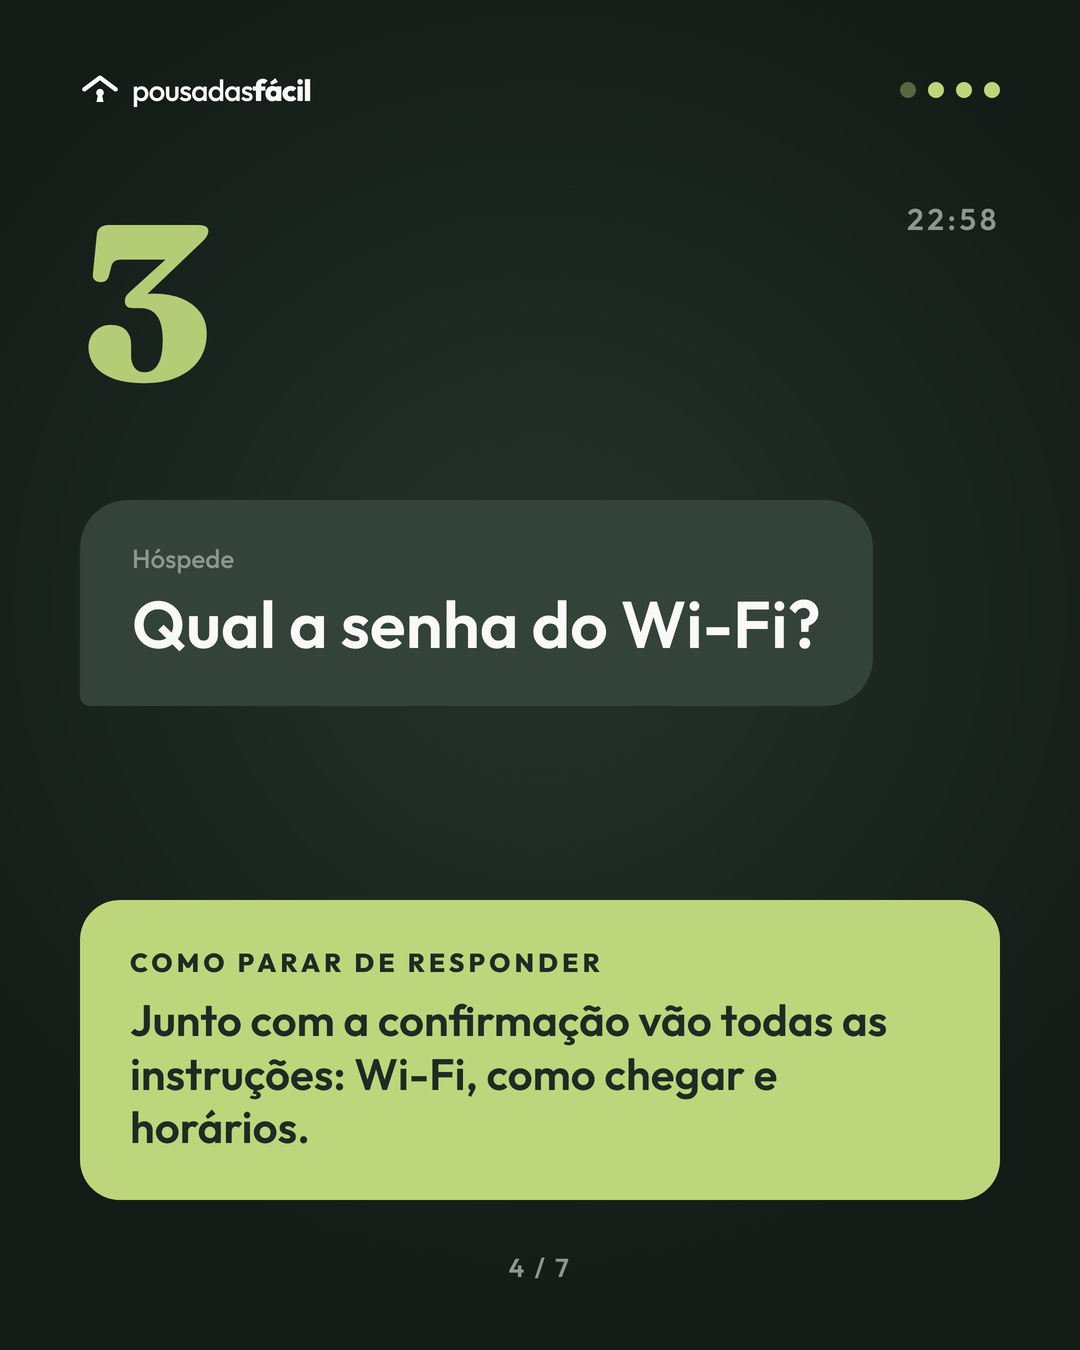 pousadasfácil
22:58
3
Hóspede
Qual a senha do Wi-Fi?
COMO PARAR DE RESPONDER
Junto com a confirmação vão todas as
instruções: Wi-Fi, como chegar e
horários.
4 / 7